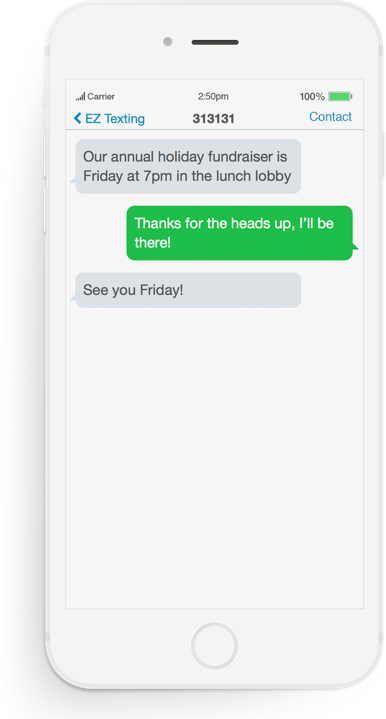 Carrier 2:50pm 100%
EZ Texting 313131 Contact
Our annual holiday fundraiser is
Friday at 7pm in the lunch lobby
Thanks for the heads up, I'll be
there!
See you Friday!